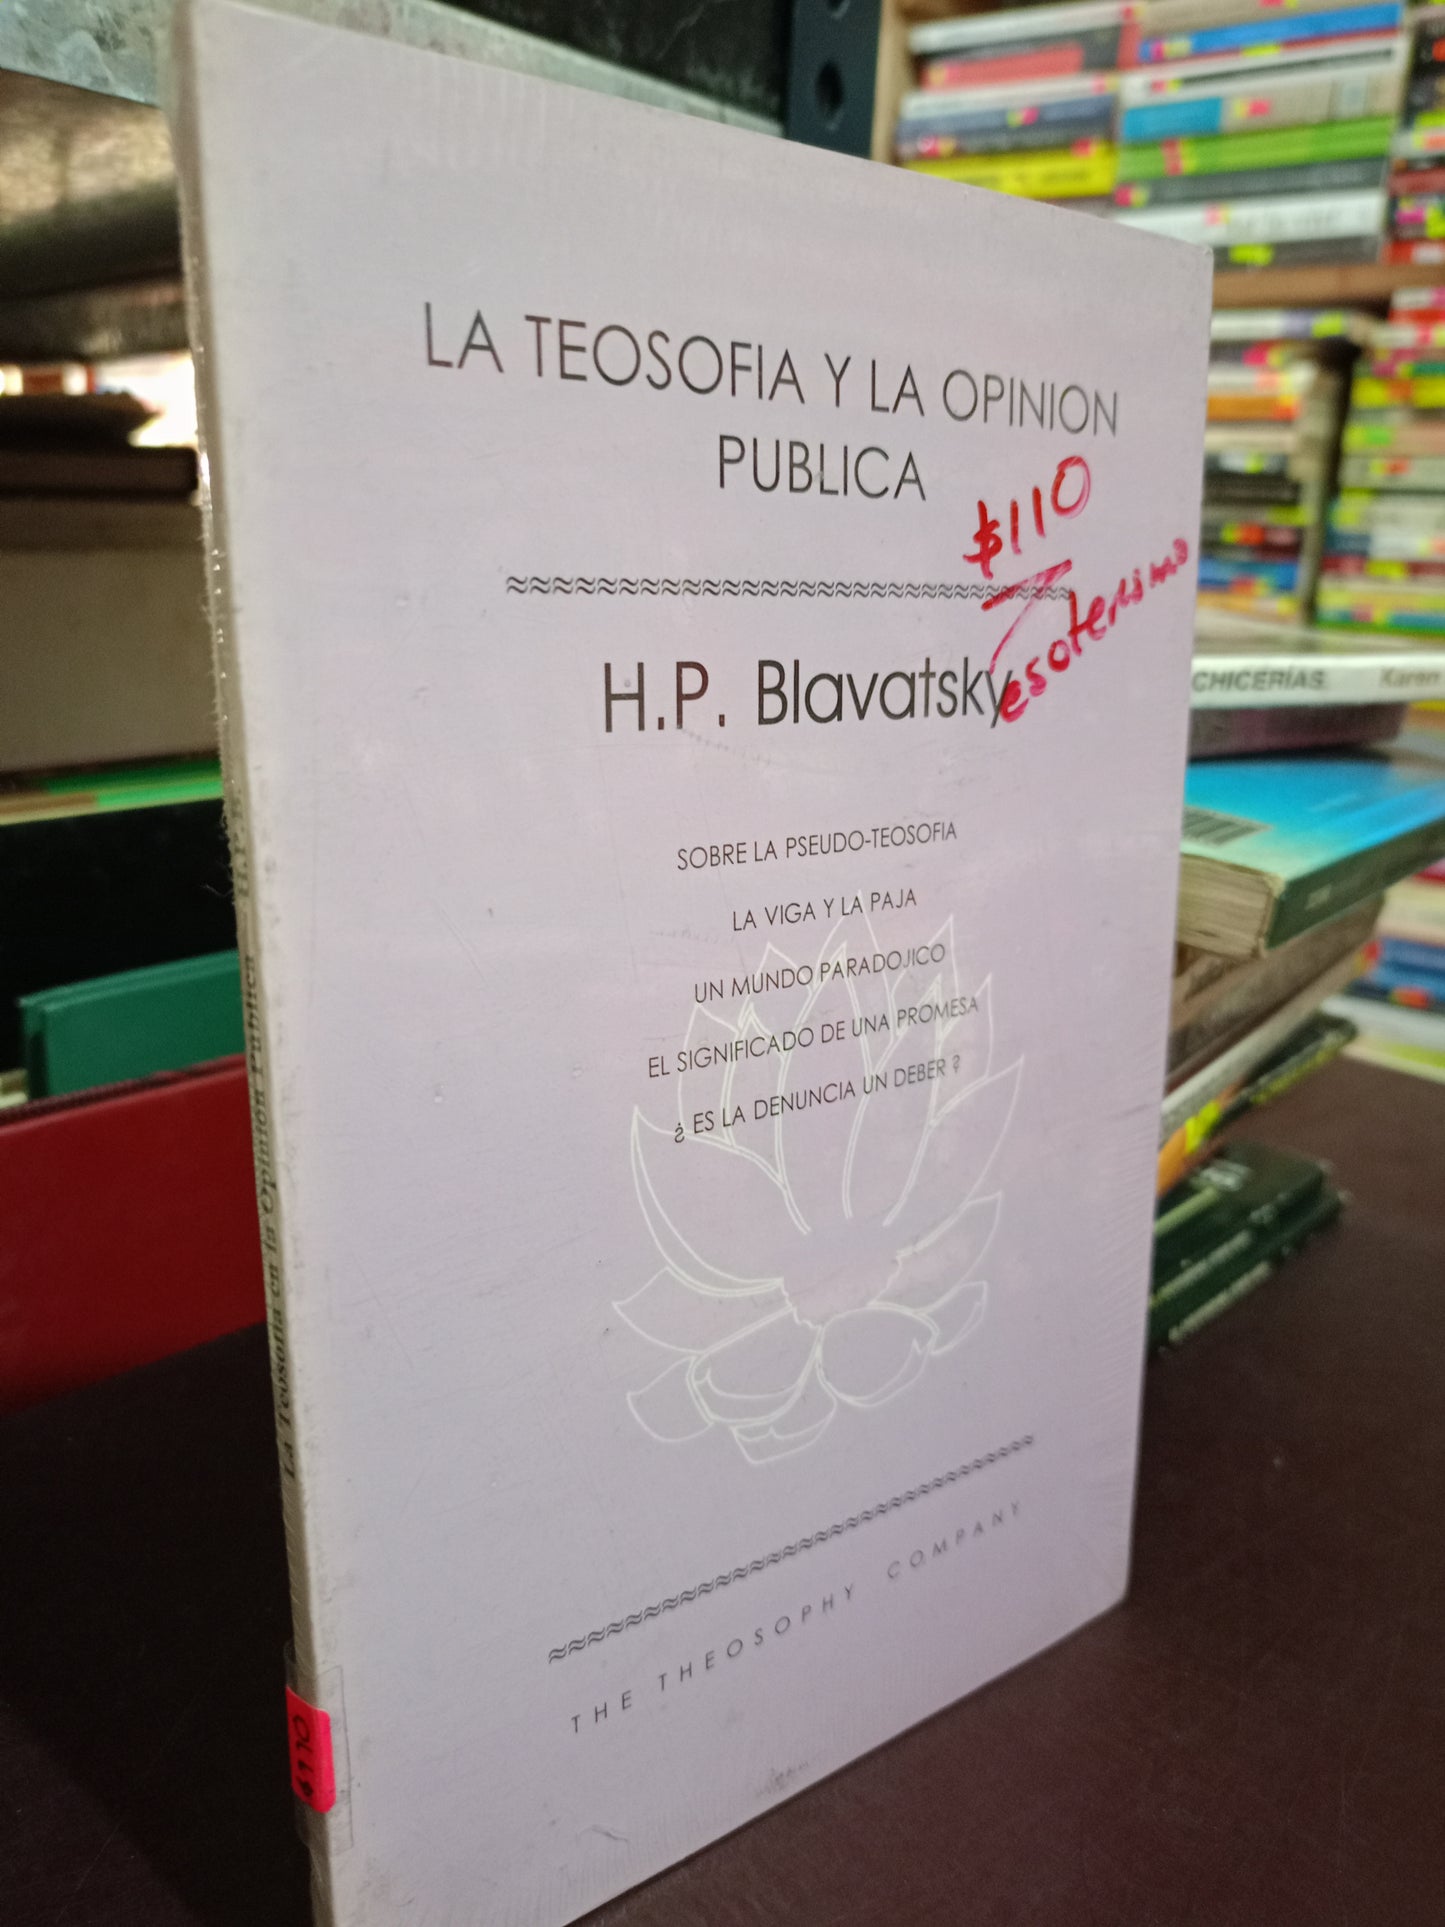 LA TEOSOFIA Y LA OPINION
PUBLICA
$110
esoterismo
≈≈≈≈≈≈≈≈≈≈≈≈≈≈≈≈≈≈≈≈≈≈≈≈≈
H.P. Blavatsky
SOBRE LA PSEUDO-TEOSOFIA
LA VIGA Y LA PAJA
UN MUNDO PARADOJICO
EL SIGNIFICADO DE UNA PROMESA
¿ ES LA DENUNCIA UN DEBER ?
≈≈≈≈≈≈≈≈≈≈≈≈≈≈≈≈≈≈≈≈≈≈≈≈≈
THE THEOSOPHY COMPANY
La Teosofia en la Opinión Publica
CHICERÍAS Karen